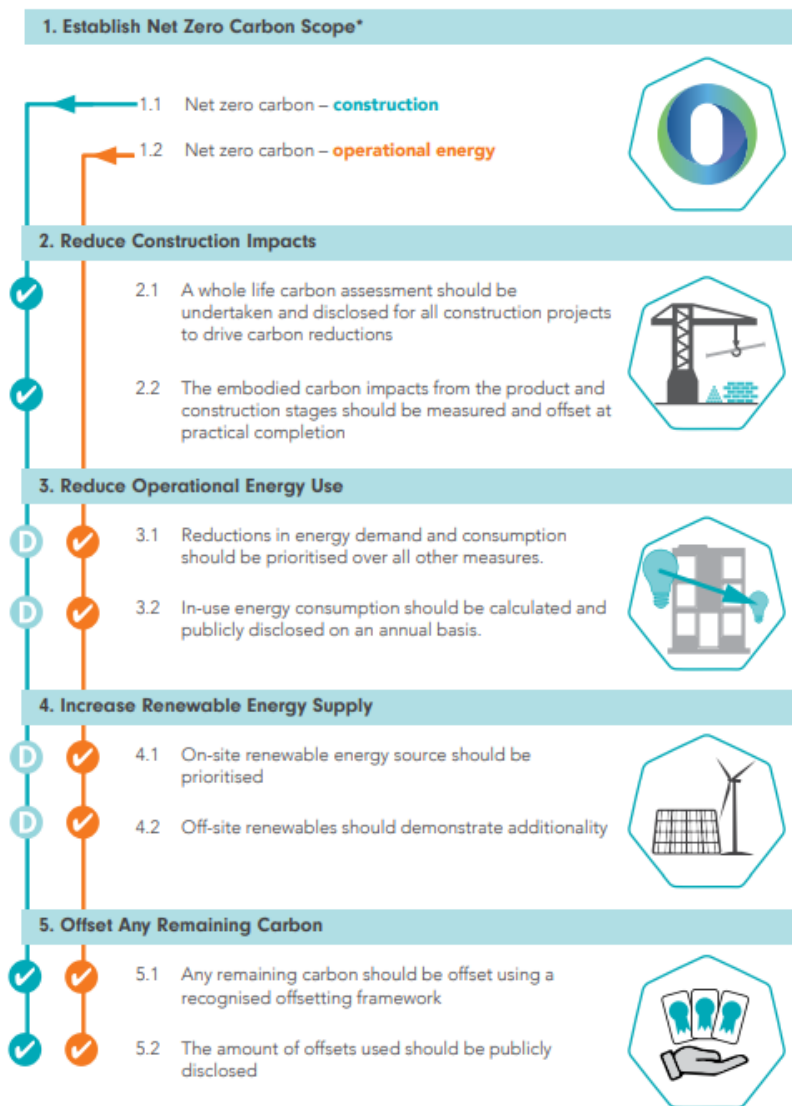 1. Establish Net Zero Carbon Scope*
1.1 Net zero carbon – construction
1.2 Net zero carbon – operational energy
2. Reduce Construction Impacts
2.1 A whole life carbon assessment should be
undertaken and disclosed for all construction projects
to drive carbon reductions
2.2 The embodied carbon impacts from the product and
construction stages should be measured and offset at
practical completion
3. Reduce Operational Energy Use
D 3.1 Reductions in energy demand and consumption
should be prioritised over all other measures.
D 3.2 In-use energy consumption should be calculated and
publicly disclosed on an annual basis.
4. Increase Renewable Energy Supply
D 4.1 On-site renewable energy source should be
prioritised
D 4.2 Off-site renewables should demonstrate additionality
5. Offset Any Remaining Carbon
5.1 Any remaining carbon should be offset using a
recognised offsetting framework
5.2 The amount of offsets used should be publicly
disclosed